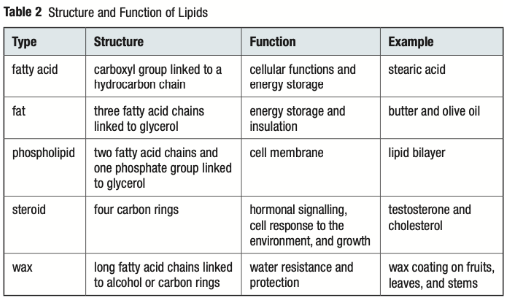 Table 2 Structure and Function of Lipids
Type Structure Function Example
fatty acid carboxyl group linked to a cellular functions and stearic acid
hydrocarbon chain energy storage
fat three fatty acid chains energy storage and butter and olive oil
linked to glycerol insulation
phospholipid two fatty acid chains and cell membrane lipid bilayer
one phosphate group linked
to glycerol
steroid four carbon rings hormonal signalling, testosterone and
cell response to the cholesterol
environment, and growth
wax long fatty acid chains linked water resistance and wax coating on fruits,
to alcohol or carbon rings protection leaves, and stems